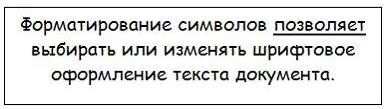 Форматирование символов позволяет
выбирать или изменять шрифтовое
оформление текста документа.